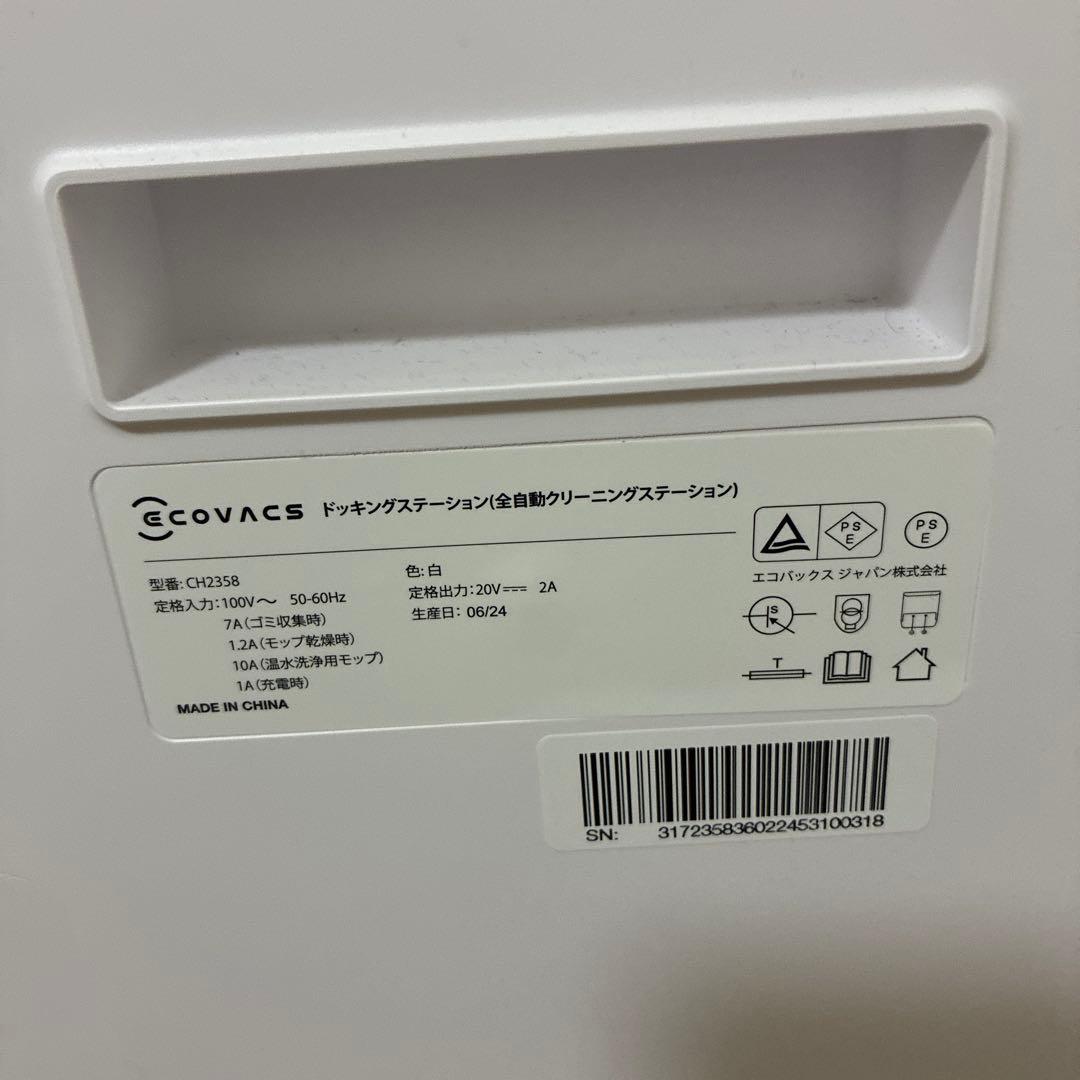 ECOVACS ドッキングステーション(全自動クリーニングステーション)
型番: CH2358
定格入力: 100V～ 50-60Hz
7A(ゴミ収集時)
1.2A(モップ乾燥時)
10A(温水洗浄用モップ)
1A(充電時)
MADE IN CHINA
色: 白
定格出力: 20V⎓ 2A
生産日: 06/24
PS
E
PS
E
エコバックス ジャパン株式会社
S
T
SN: 317235836022453100318